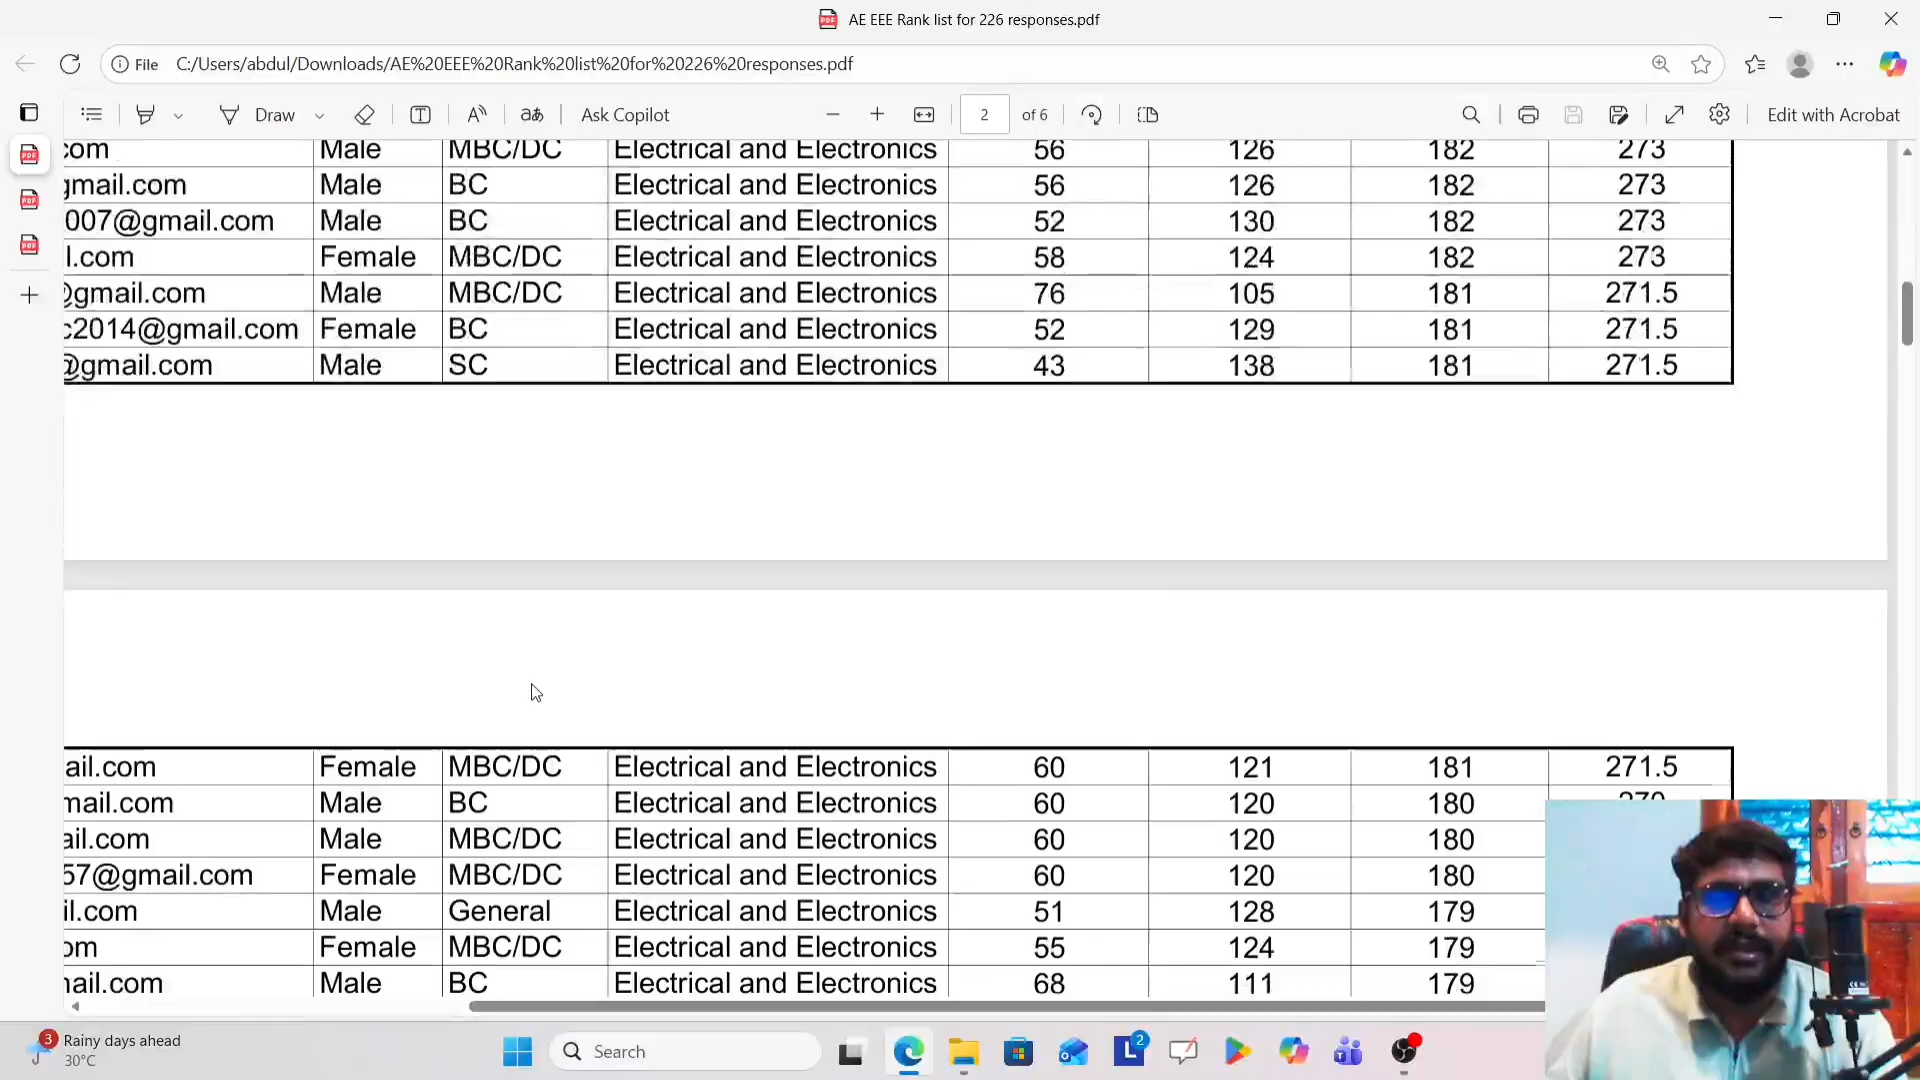 AE EEE Rank list for 226 responses.pdf
File C:/Users/abdul/Downloads/AE%20EEE%20Rank%20list%20for%20226%20responses.pdf
Draw Ask Copilot 2 of 6 Edit with Acrobat
com Male MBC/DC Electrical and Electronics 56 126 182 273
gmail.com Male BC Electrical and Electronics 56 126 182 273
007@gmail.com Male BC Electrical and Electronics 52 130 182 273
l.com Female MBC/DC Electrical and Electronics 58 124 182 273
@gmail.com Male MBC/DC Electrical and Electronics 76 105 181 271.5
c2014@gmail.com Female BC Electrical and Electronics 52 129 181 271.5
@gmail.com Male SC Electrical and Electronics 43 138 181 271.5
ail.com Female MBC/DC Electrical and Electronics 60 121 181 271.5
mail.com Male BC Electrical and Electronics 60 120 180 270
ail.com Male MBC/DC Electrical and Electronics 60 120 180
57@gmail.com Female MBC/DC Electrical and Electronics 60 120 180
il.com Male General Electrical and Electronics 51 128 179
om Female MBC/DC Electrical and Electronics 55 124 179
nail.com Male BC Electrical and Electronics 68 111 179
3 Rainy days ahead
30°C
Search
2